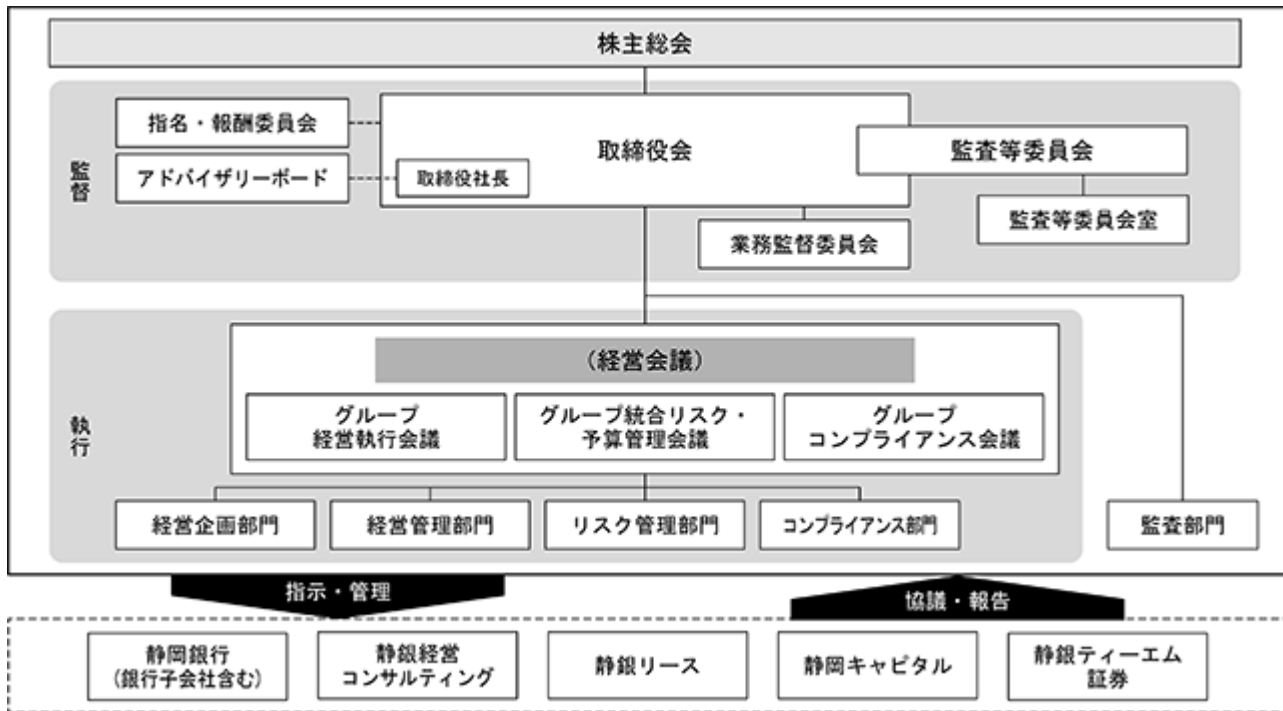 株主総会
監督
指名・報酬委員会
アドバイザリーボード
取締役会
取締役社長
監査等委員会
監査等委員会室
業務監督委員会
執行
(経営会議)
グループ
経営執行会議
グループ統合リスク・
予算管理会議
グループ
コンプライアンス会議
経営企画部門
経営管理部門
リスク管理部門
コンプライアンス部門
監査部門
指示・管理
協議・報告
静岡銀行
(銀行子会社含む)
静銀経営
コンサルティング
静銀リース
静岡キャピタル
静銀ティーエム
証券